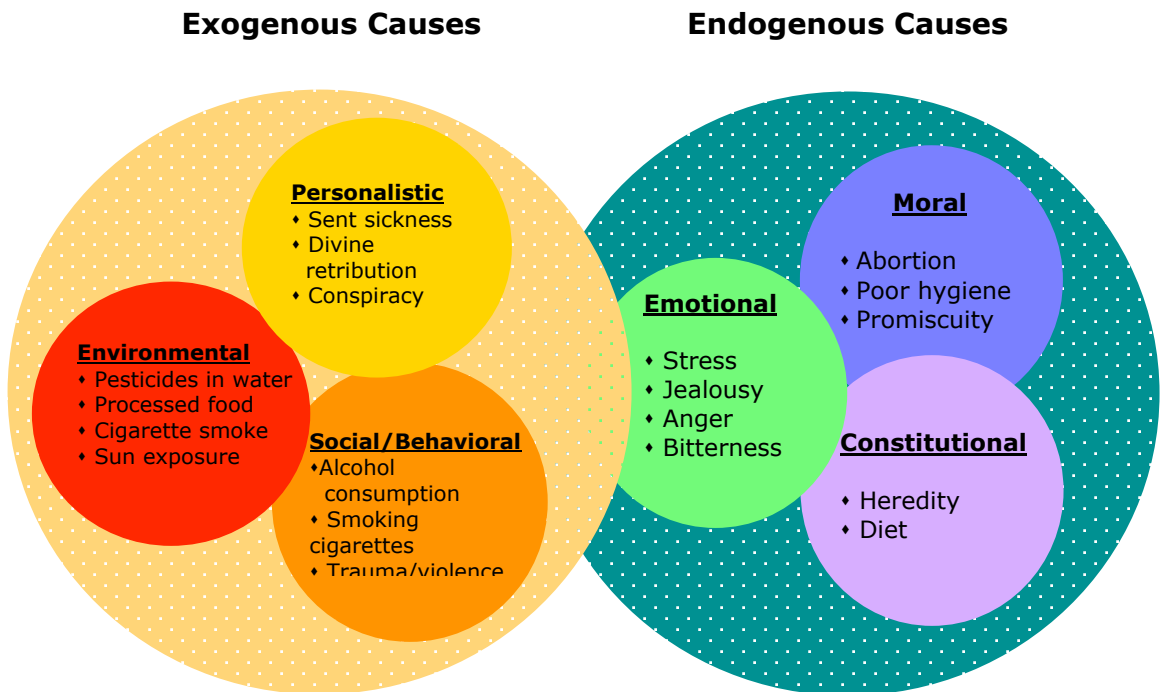 Exogenous Causes
Endogenous Causes
Personalistic
♦ Sent sickness
♦ Divine
retribution
♦ Conspiracy
Environmental
♦ Pesticides in water
♦ Processed food
♦ Cigarette smoke
♦ Sun exposure
Social/Behavioral
♦Alcohol
consumption
♦ Smoking
cigarettes
♦ Trauma/violence
Emotional
♦ Stress
♦ Jealousy
♦ Anger
♦ Bitterness
Moral
♦ Abortion
♦ Poor hygiene
♦ Promiscuity
Constitutional
♦ Heredity
♦ Diet